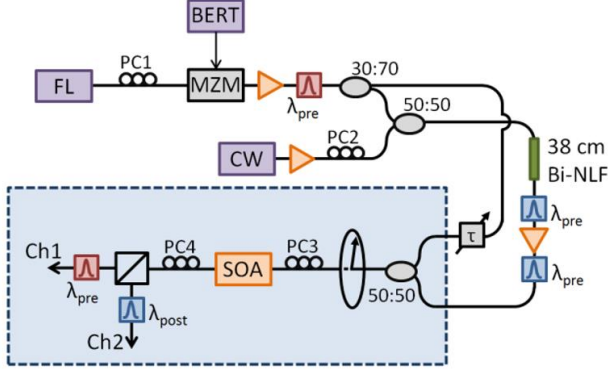 BERT
PC1
30:70
FL
MZM
λpre
50:50
PC2
CW
38 cm
Bi-NLF
λpre
λpre
τ
Ch1
PC4
PC3
SOA
λpre
50:50
λpost
Ch2